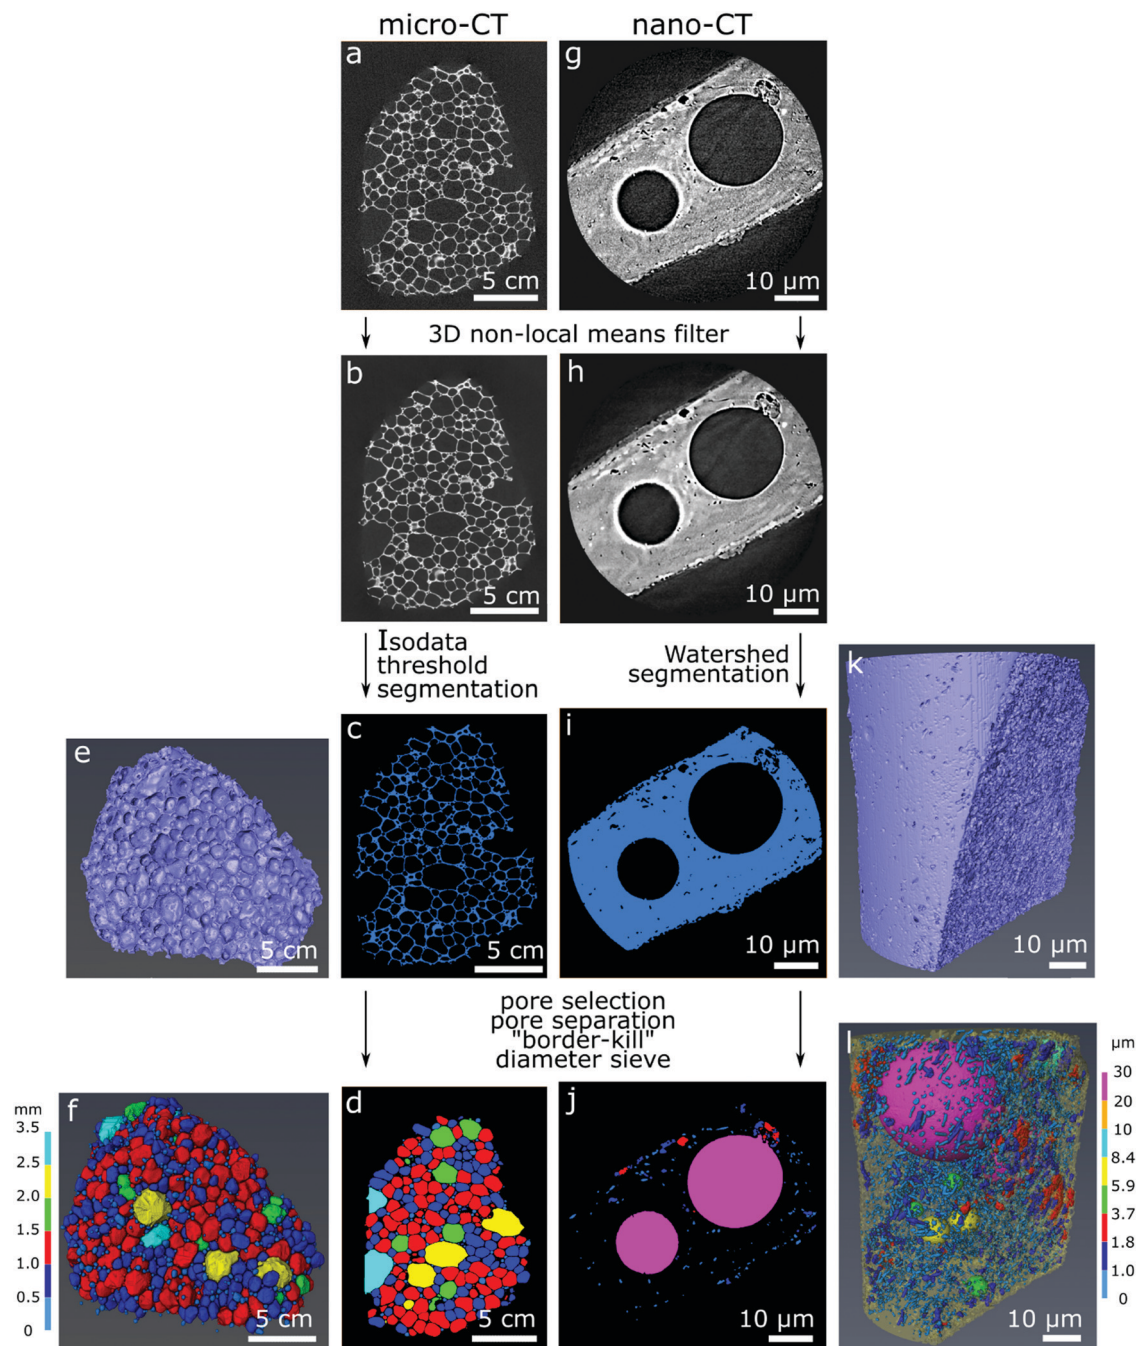 micro-CT
nano-CT
a
5 cm
g
10 μm
3D non-local means filter
b
5 cm
h
10 μm
Isodata
threshold
segmentation
Watershed
segmentation
e
5 cm
c
5 cm
i
10 μm
k
10 μm
pore selection
pore separation
"border-kill"
diameter sieve
mm
3.5
2.5
2.0
1.5
1.0
0.5
0
f
5 cm
d
5 cm
j
10 μm
l
10 μm
μm
30
20
10
8.4
5.9
3.7
1.8
1.0
0